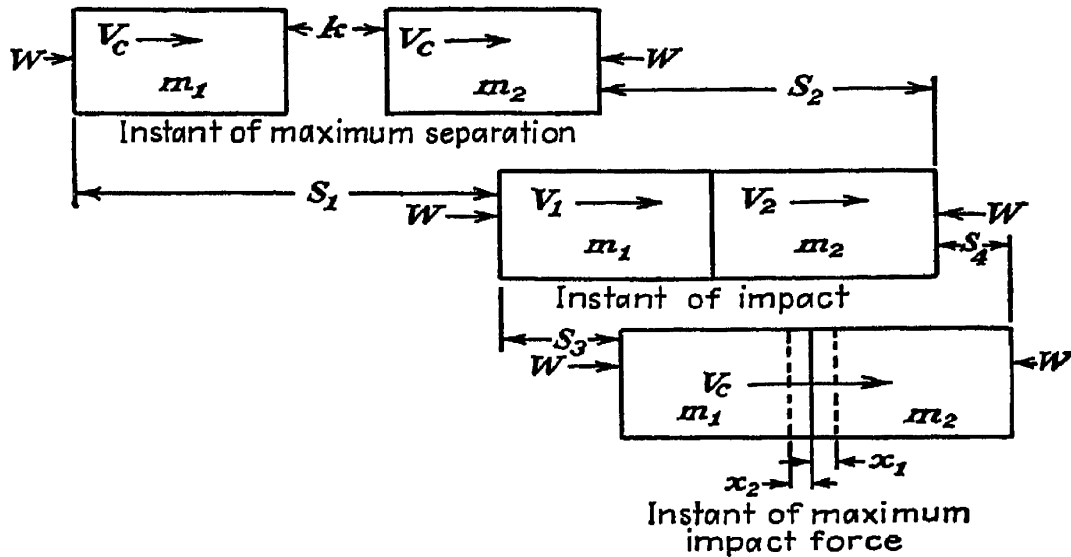 V_c k V_c
W W
m_1 m_2
S_2
Instant of maximum separation
S_1 V_1 V_2
W W
m_1 m_2 S_4
Instant of impact
S_3
W W
V_c
m_1 m_2
x_1
x_2
Instant of maximum
impact force